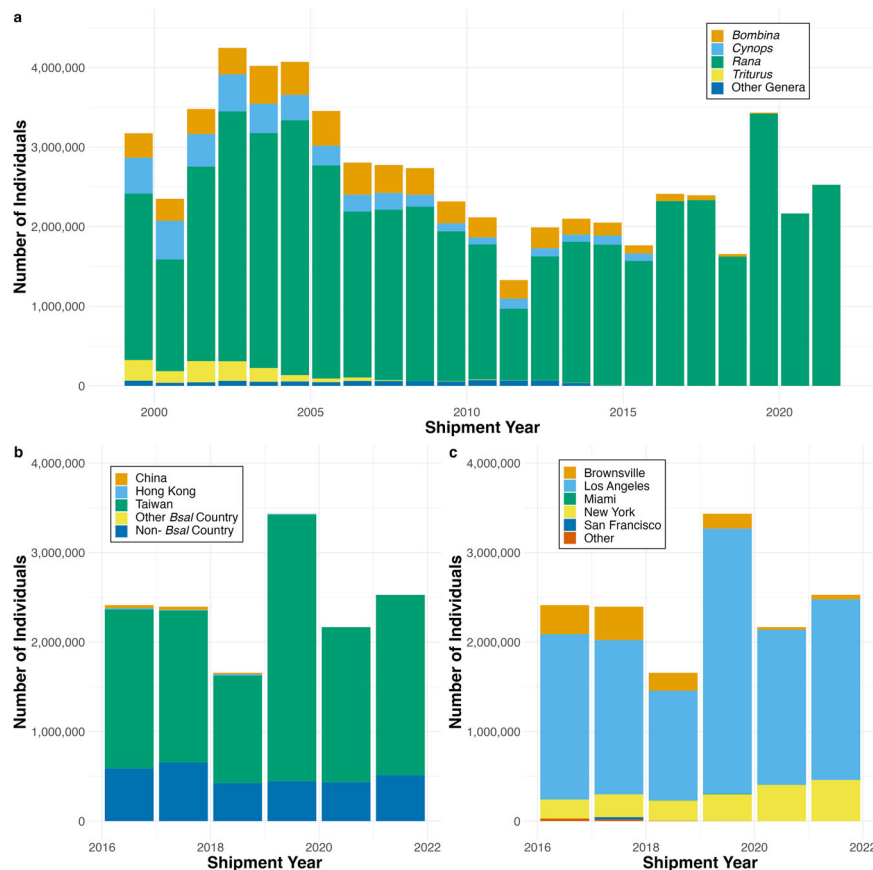 a
Bombina
Cynops
Rana
Triturus
Other Genera
Number of Individuals
4,000,000
3,000,000
2,000,000
1,000,000
0
2000
2005
2010
2015
2020
Shipment Year
b
China
Hong Kong
Taiwan
Other Bsal Country
Non- Bsal Country
Number of Individuals
4,000,000
3,000,000
2,000,000
1,000,000
0
2016
2018
2020
2022
Shipment Year
c
Brownsville
Los Angeles
Miami
New York
San Francisco
Other
Number of Individuals
4,000,000
3,000,000
2,000,000
1,000,000
0
2016
2018
2020
2022
Shipment Year